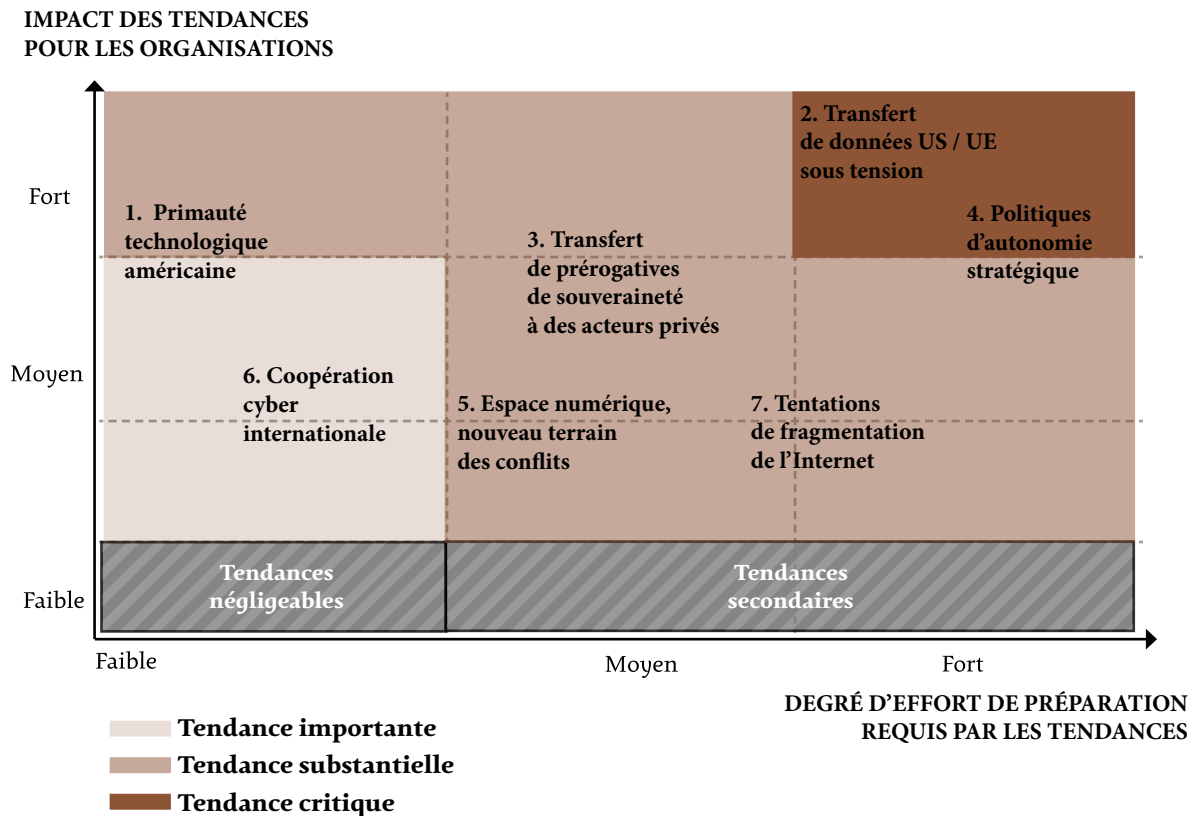 IMPACT DES TENDANCES
POUR LES ORGANISATIONS
Fort
Moyen
Faible
1. Primauté
technologique
américaine
2. Transfert
de données US / UE
sous tension
3. Transfert
de prérogatives
de souveraineté
à des acteurs privés
4. Politiques
d’autonomie
stratégique
6. Coopération
cyber
internationale
5. Espace numérique,
nouveau terrain
des conflits
7. Tentations
de fragmentation
de l’Internet
Tendances
négligeables
Tendances
secondaires
Faible
Moyen
Fort
DEGRÉ D’EFFORT DE PRÉPARATION
REQUIS PAR LES TENDANCES
Tendance importante
Tendance substantielle
Tendance critique